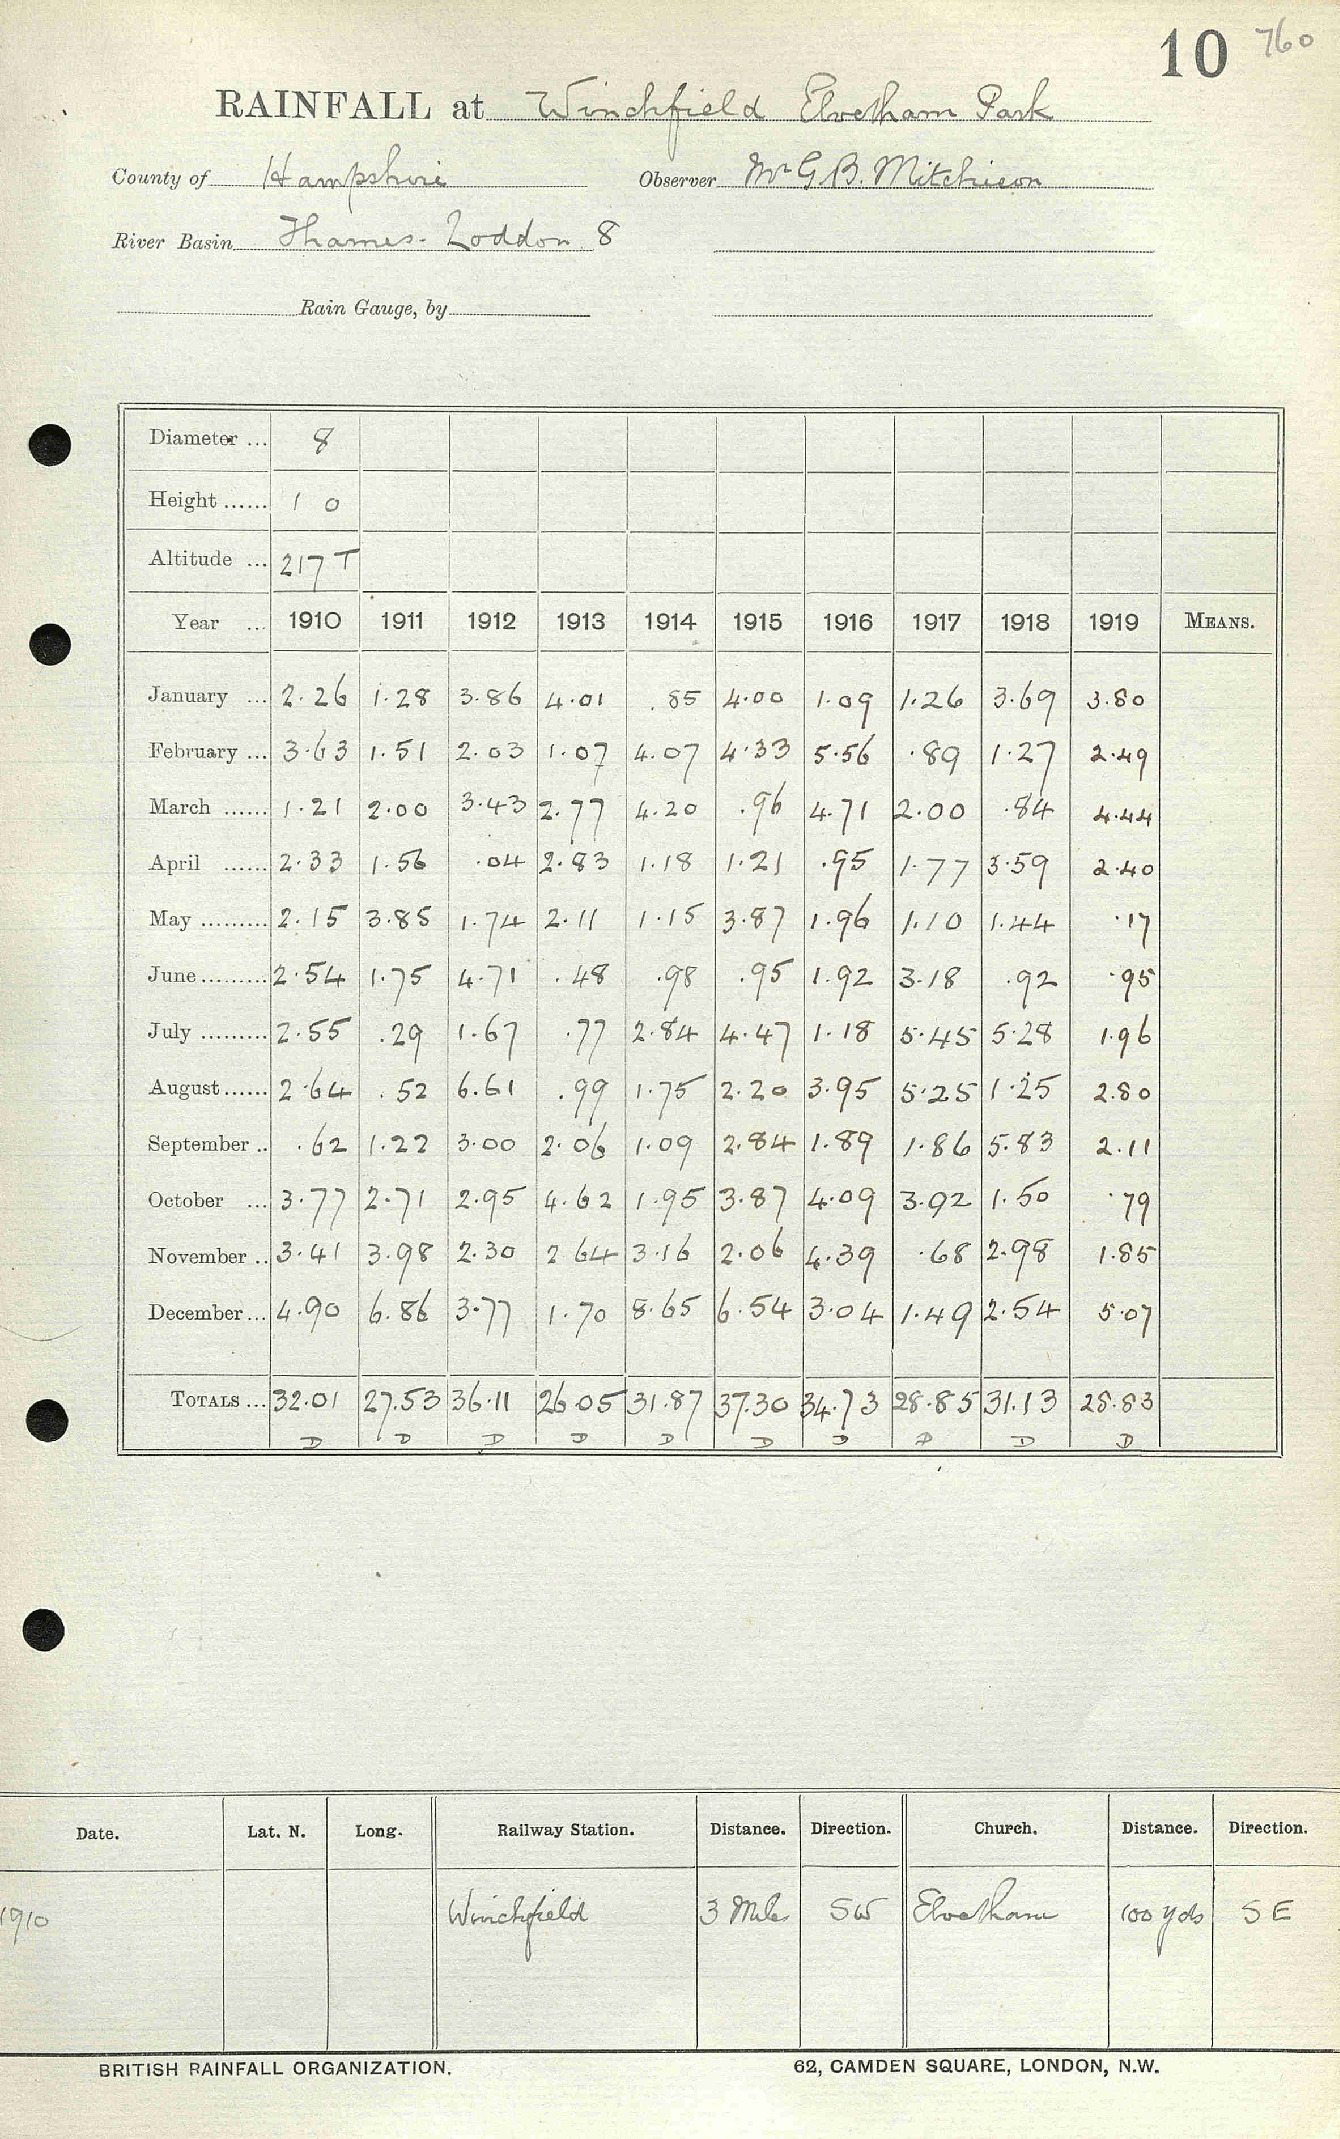 10 760
RAINFALL at Winchfield Elvetham Park
County of Hampshire Observer Mr G.B. Mitchison
River Basin Thames - Loddon 8
Rain Gauge, by
Diameter ... 8
Height ...... 1 0
Altitude ... 217 T
Year ... 1910 1911 1912 1913 1914 1915 1916 1917 1918 1919 MEANS.
January ... 2.26 1.28 3.86 4.01 .85 4.00 1.09 1.26 3.69 3.80
February ... 3.63 1.51 2.03 1.07 4.07 4.33 5.56 .89 1.27 2.49
March ...... 1.21 2.00 3.43 2.77 4.20 .96 4.71 2.00 .84 4.44
April ...... 2.33 1.56 .04 2.83 1.18 1.21 .95 1.77 3.59 2.40
May ......... 2.15 3.85 1.74 2.11 1.15 3.87 1.96 1.10 1.44 .17
June ......... 2.54 1.75 4.71 .48 .98 .95 1.92 3.18 .92 .95
July ......... 2.55 .29 1.67 .77 2.84 4.47 1.18 5.45 5.28 1.96
August ...... 2.64 .52 6.61 .99 1.75 2.20 3.95 5.25 1.25 2.80
September .. .62 1.22 3.00 2.06 1.09 2.84 1.89 1.86 5.83 2.11
October ... 3.77 2.71 2.95 4.62 1.95 3.87 4.09 3.92 1.50 .79
November .. 3.41 3.98 2.30 2 64 3.16 2.06 4.39 .68 2.98 1.85
December ... 4.90 6.86 3.77 1.70 8.65 6.54 3.04 1.49 2.54 5.07
TOTALS ... 32.01 27.53 36.11 26.05 31.87 37.30 34.73 28.85 31.13 28.83
D D D D D D D D D D
Date. Lat. N. Long. Railway Station. Distance. Direction. Church. Distance. Direction.
1910 Winchfield 3 Miles SW Elvetham 100 yds SE
BRITISH RAINFALL ORGANIZATION. 62, CAMDEN SQUARE, LONDON, N.W.